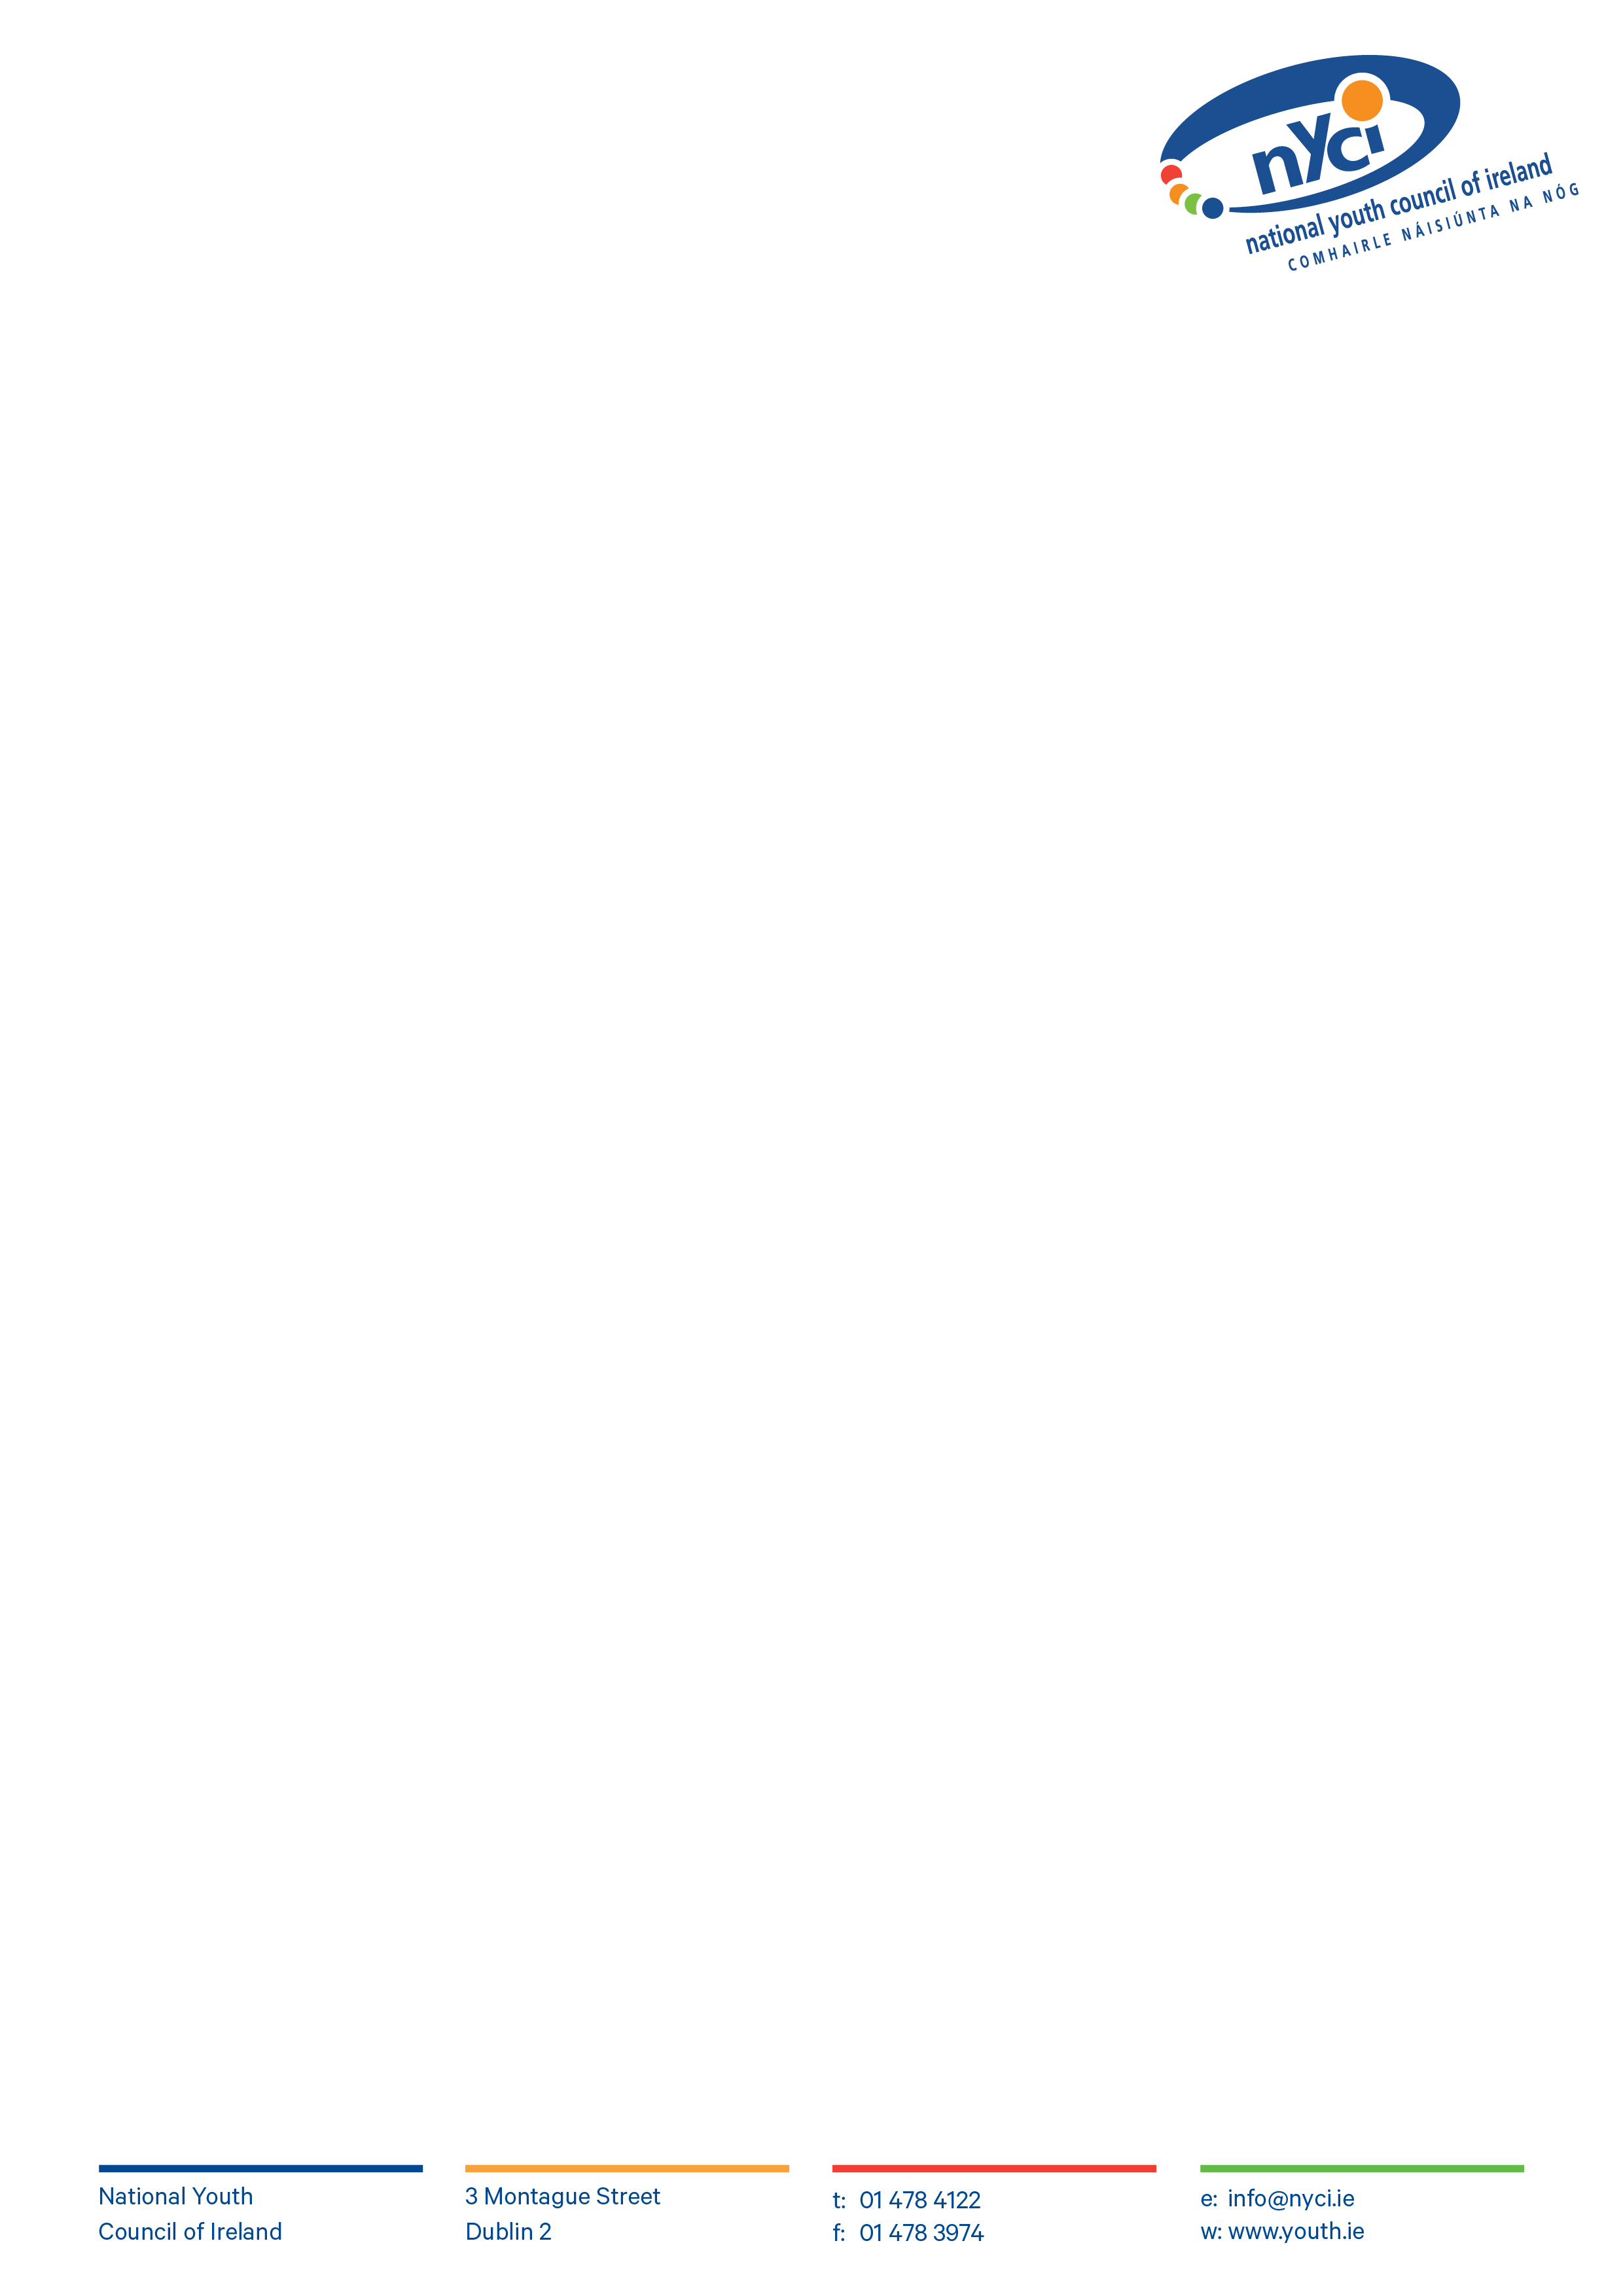 nyci
national youth council of ireland
COMHAIRLE NÁISIÚNTA NA NÓG
National Youth
Council of Ireland
3 Montague Street
Dublin 2
t: 01 478 4122
f: 01 478 3974
e: info@nyci.ie
w: www.youth.ie